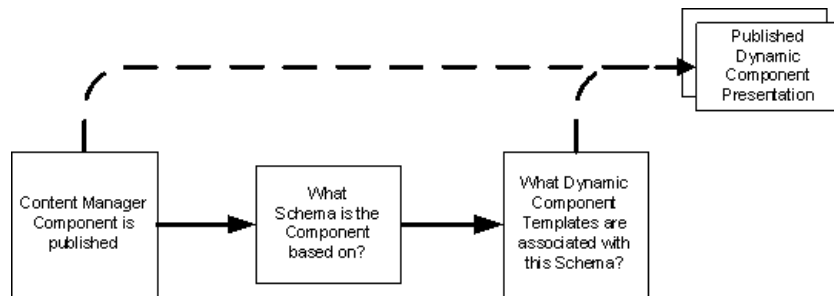 Published
Dynamic
Component
Presentation
Content Manager
Component is
published
What
Schema is the
Component
based on?
What Dynamic
Component
Templates are
associated with
this Schema?